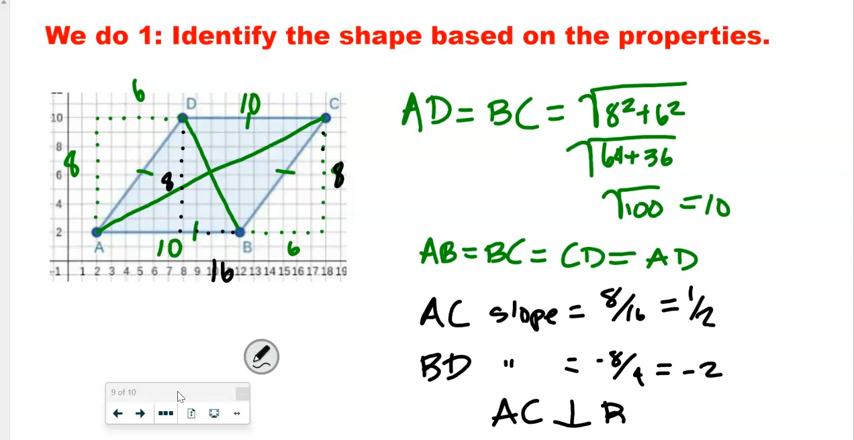 We do 1: Identify the shape based on the properties.
6
D 10 C
10
8
8
6
8
8
4
2
A 10 B 6
-1 1 2 3 4 5 6 7 8 9 12 13 14 15 16 17 18 19
16
AD = BC = √8²+6²
√64+36
√100 = 10
AB = BC = CD = AD
AC slope = 8/16 = 1/2
BD " = -8/4 = -2
AC ⊥ B
9 of 10